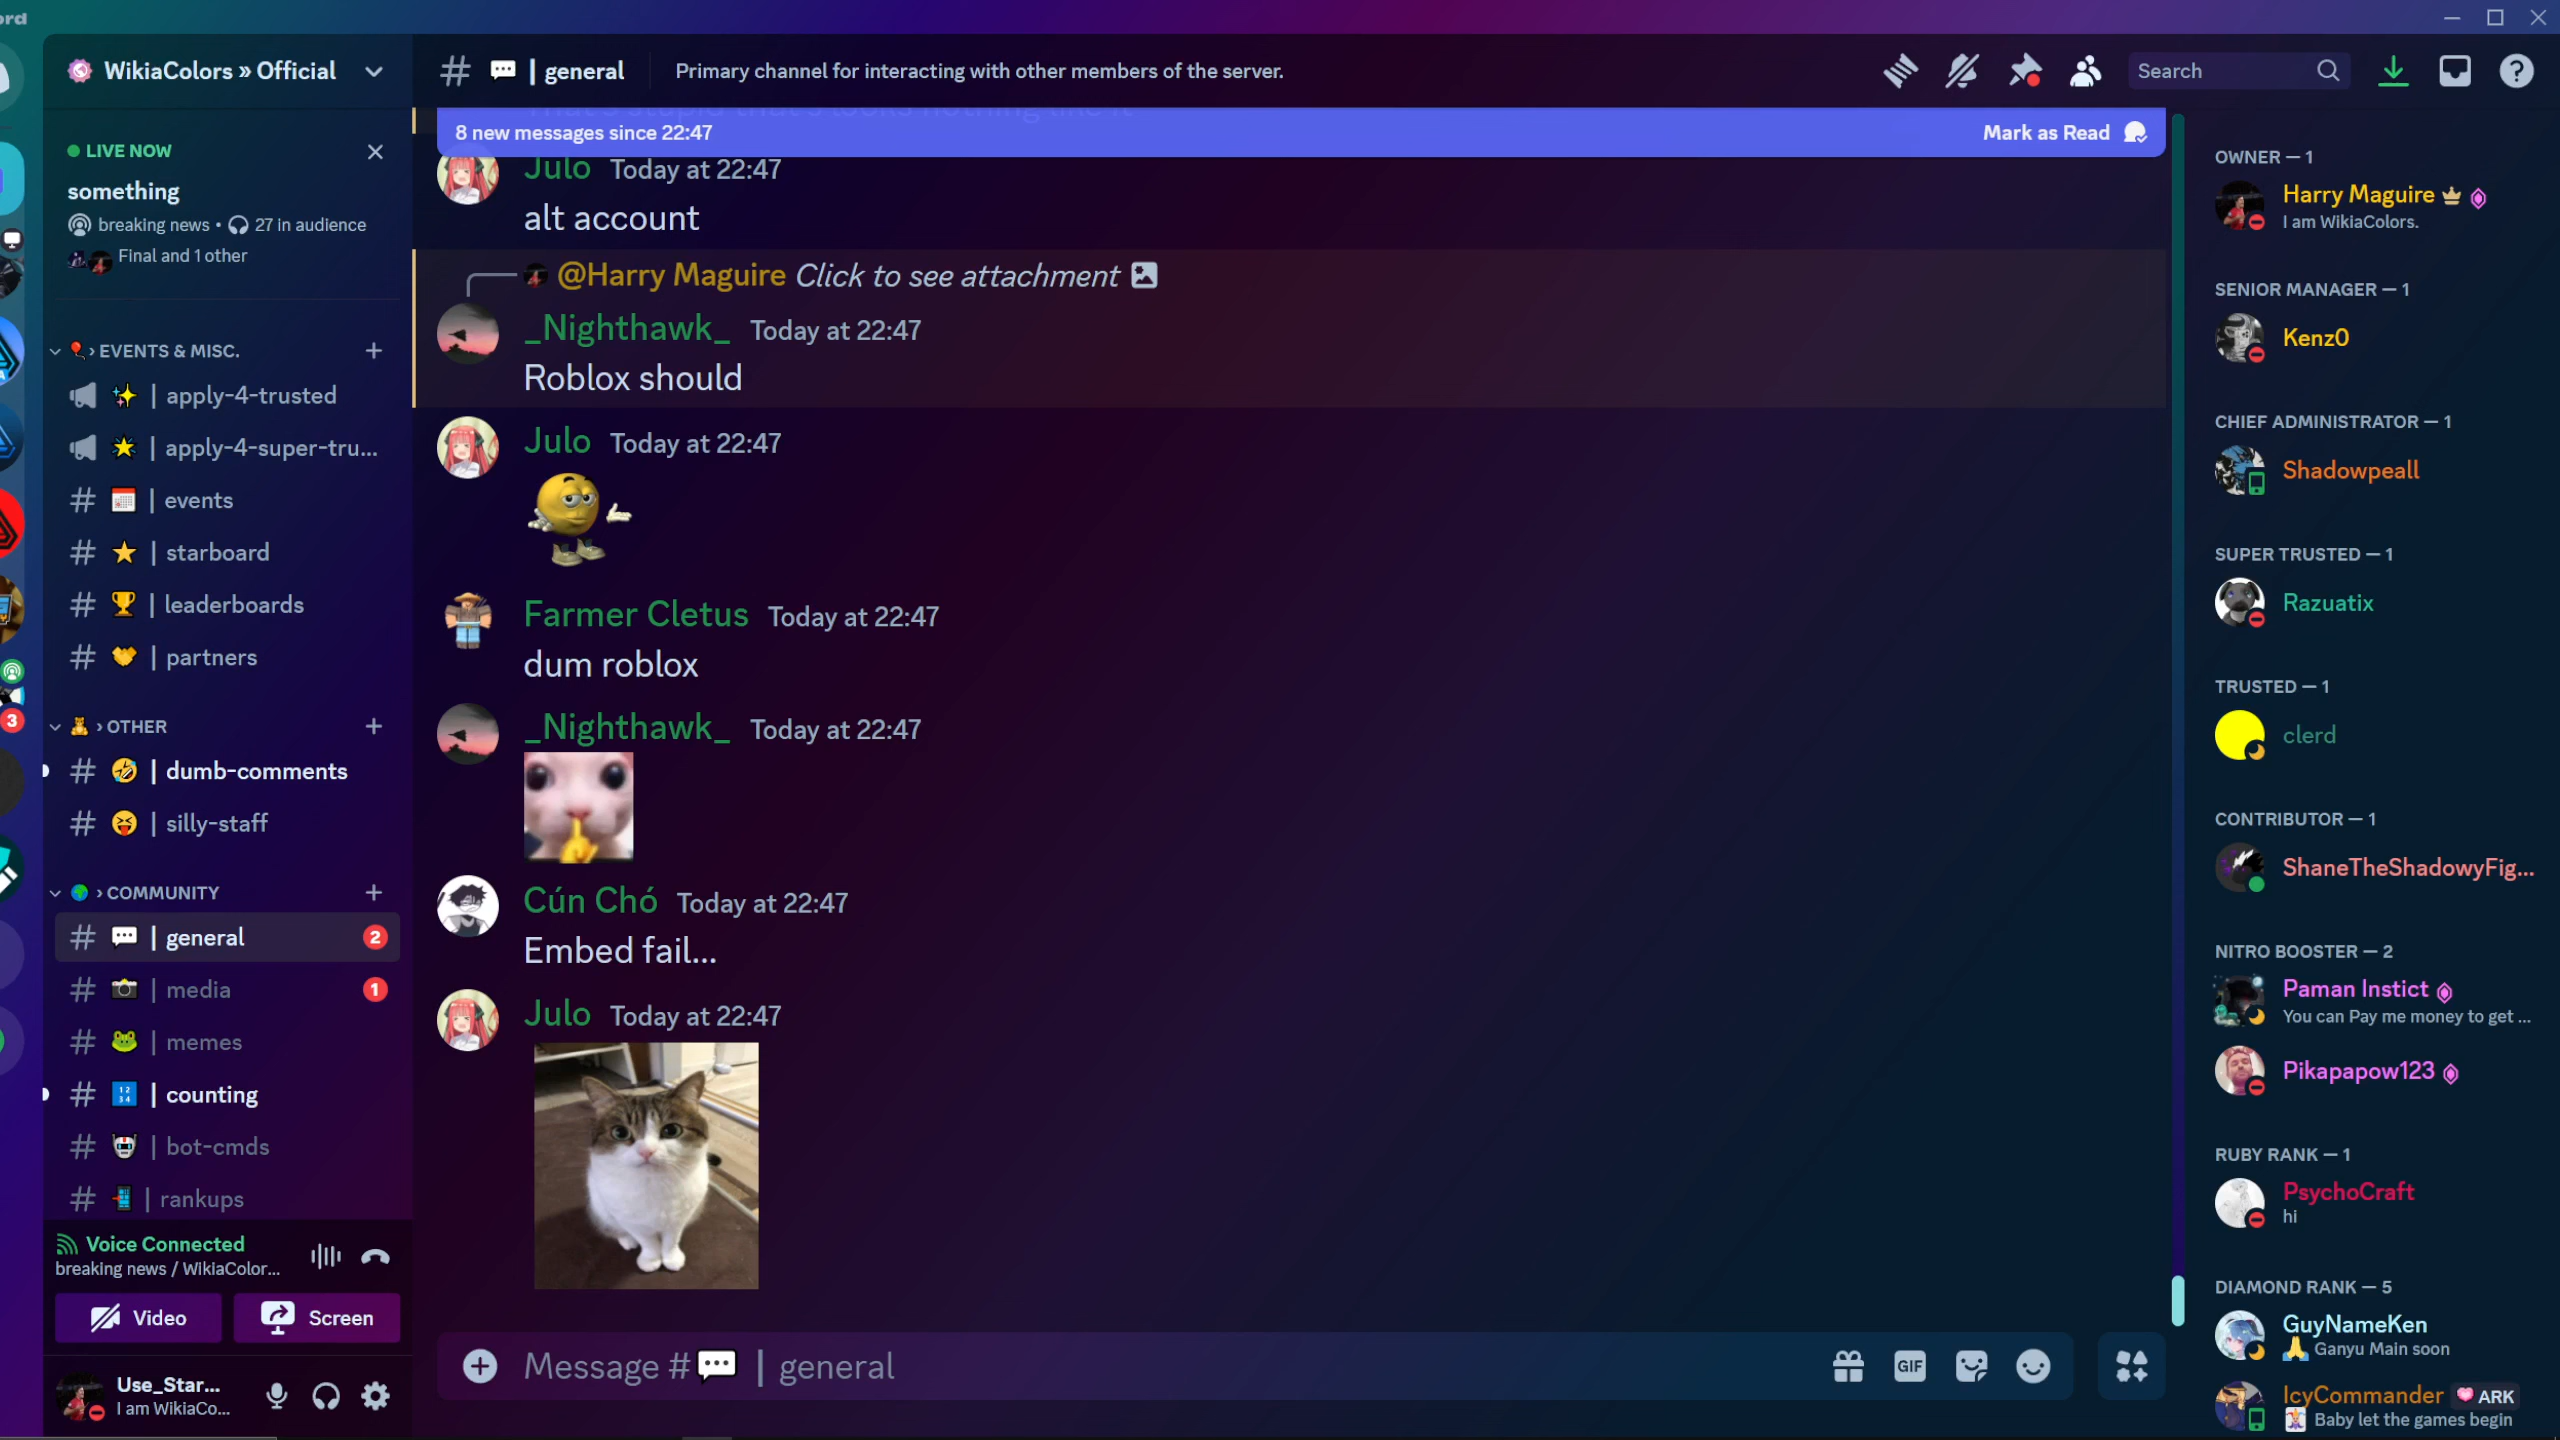 ord
WikiaColors » Official
LIVE NOW
something
breaking news • 27 in audience
Final and 1 other
› EVENTS & MISC.
| apply-4-trusted
| apply-4-super-tru...
| events
| starboard
| leaderboards
| partners
3
› OTHER
| dumb-comments
| silly-staff
› COMMUNITY
| general 2
| media 1
| memes
| counting
| bot-cmds
| rankups
Voice Connected
breaking news / WikiaColor...
Video
Screen
Use_Star...
I am WikiaCo...
# | general
Primary channel for interacting with other members of the server.
Search
8 new messages since 22:47
Mark as Read
Julo Today at 22:47
alt account
@Harry Maguire Click to see attachment
_Nighthawk_ Today at 22:47
Roblox should
Julo Today at 22:47
Farmer Cletus Today at 22:47
dum roblox
_Nighthawk_ Today at 22:47
Cún Chó Today at 22:47
Embed fail...
Julo Today at 22:47
Message # | general
GIF
OWNER — 1
Harry Maguire
I am WikiaColors.
SENIOR MANAGER — 1
Kenz0
CHIEF ADMINISTRATOR — 1
Shadowpeall
SUPER TRUSTED — 1
Razuatix
TRUSTED — 1
clerd
CONTRIBUTOR — 1
ShaneTheShadowyFig...
NITRO BOOSTER — 2
Paman Instict
You can Pay me money to get ...
Pikapapow123
RUBY RANK — 1
PsychoCraft
hi
DIAMOND RANK — 5
GuyNameKen
Ganyu Main soon
IcyCommander ARK
Baby let the games begin